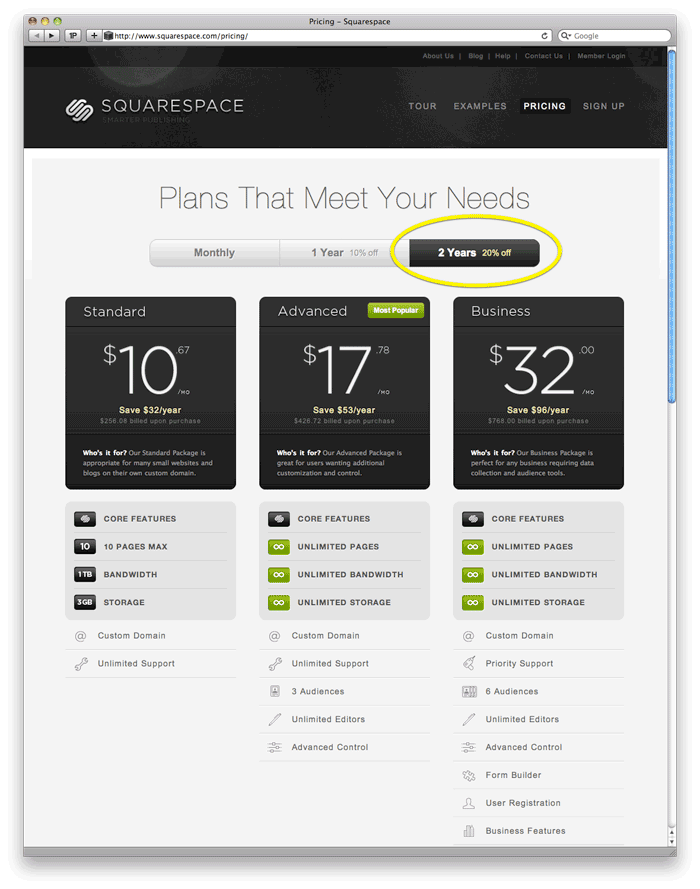 Pricing – Squarespace
http://www.squarespace.com/pricing/
Google
About Us | Blog | Help | Contact Us | Member Login
SQUARESPACE
SMARTER PUBLISHING
TOUR EXAMPLES PRICING SIGN UP
Plans That Meet Your Needs
Monthly 1 Year 10% off 2 Years 20% off
Standard
$10.67 /MO
Save $32/year
$256.08 billed upon purchase
Who's it for? Our Standard Package is
appropriate for many small websites and
blogs on their own custom domain.
CORE FEATURES
10 10 PAGES MAX
1TB BANDWIDTH
3GB STORAGE
@ Custom Domain
Unlimited Support
Advanced Most Popular
$17.78 /MO
Save $53/year
$426.72 billed upon purchase
Who's it for? Our Advanced Package is
great for users wanting additional
customization and control.
CORE FEATURES
∞ UNLIMITED PAGES
∞ UNLIMITED BANDWIDTH
∞ UNLIMITED STORAGE
@ Custom Domain
Unlimited Support
3 Audiences
Unlimited Editors
Advanced Control
Business
$32.00 /MO
Save $96/year
$768.00 billed upon purchase
Who's it for? Our Business Package is
perfect for any business requiring data
collection and audience tools.
CORE FEATURES
∞ UNLIMITED PAGES
∞ UNLIMITED BANDWIDTH
∞ UNLIMITED STORAGE
@ Custom Domain
Priority Support
6 Audiences
Unlimited Editors
Advanced Control
Form Builder
User Registration
Business Features